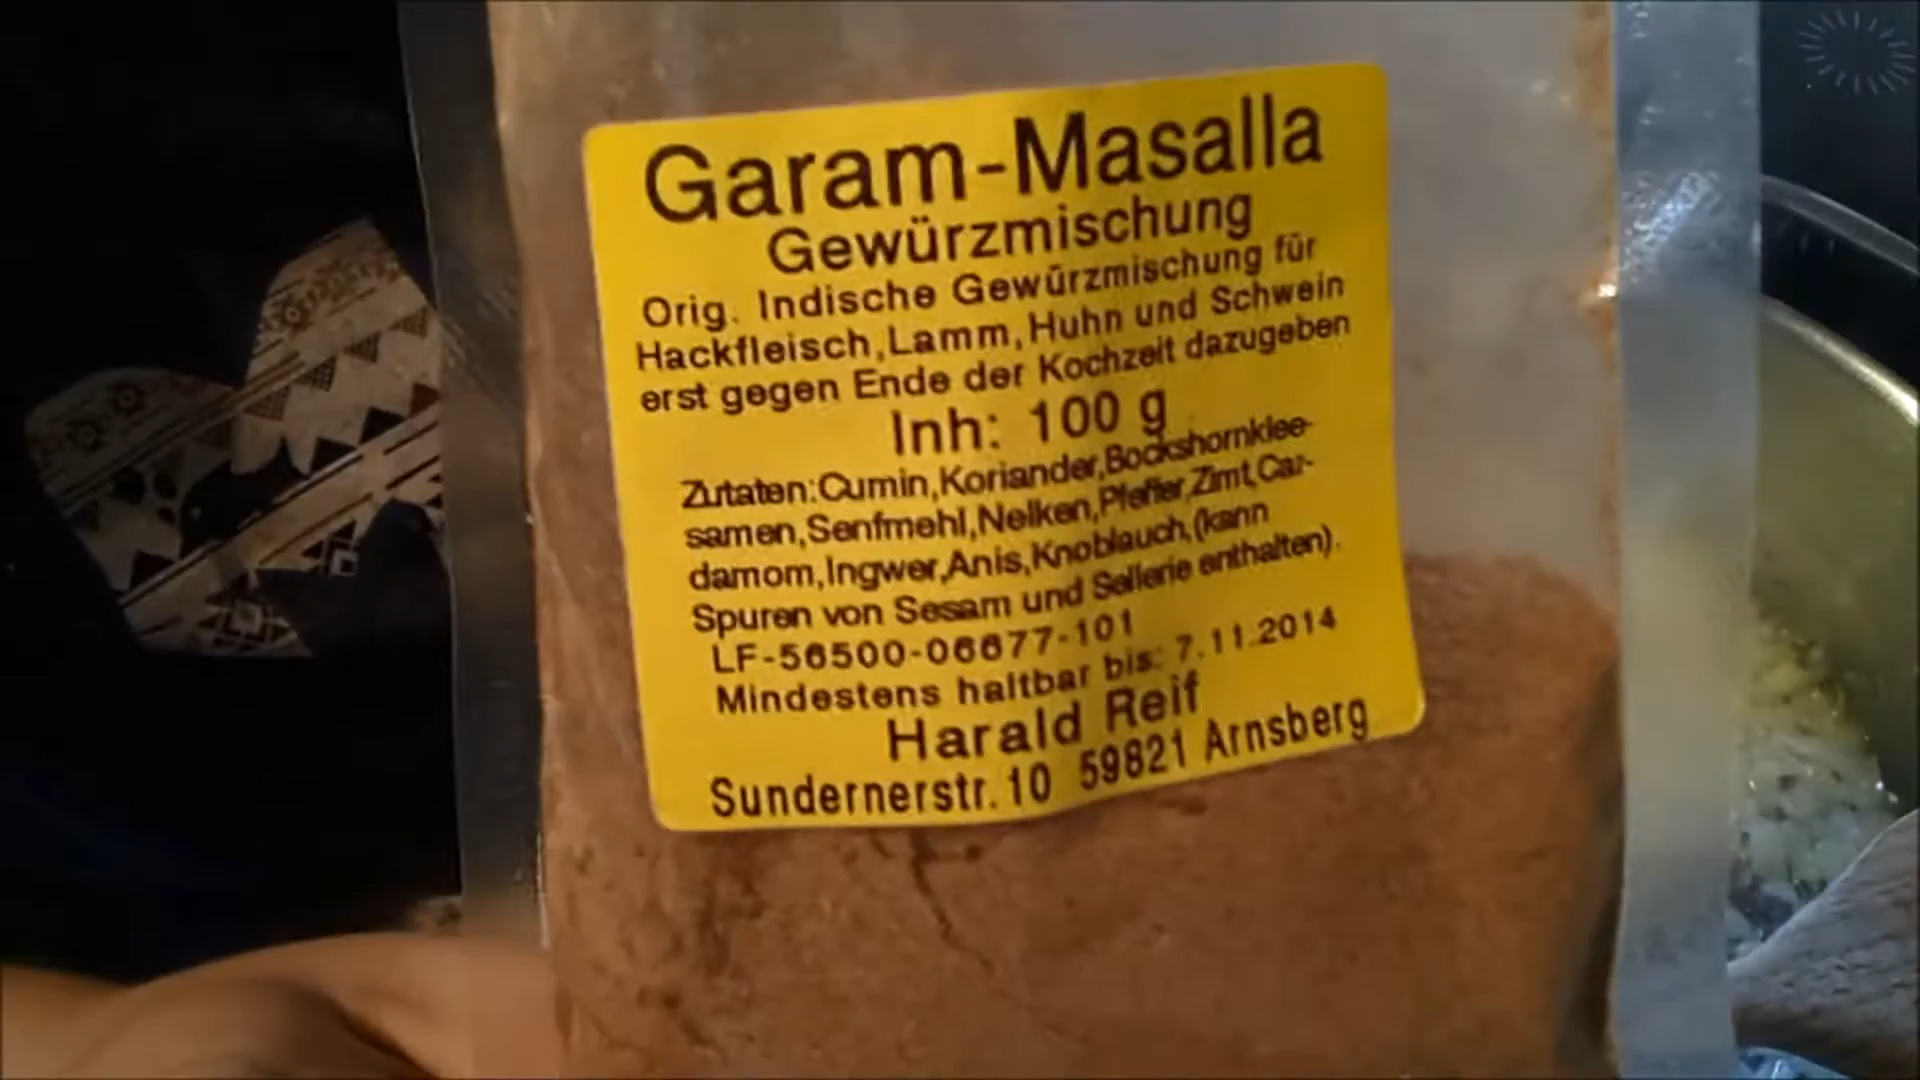 Garam-Masalla
Gewürzmischung
Orig. Indische Gewürzmischung für
Hackfleisch,Lamm,Huhn und Schwein
erst gegen Ende der Kochzeit dazugeben
Inh: 100 g
Zutaten:Cumin,Koriander,Bockshornklee-
samen,Senfmehl,Nelken,Pfeffer,Zimt,Car-
damom,Ingwer,Anis,Knoblauch,(kann
Spuren von Sesam und Sellerie enthalten).
LF-56500-06677-101
Mindestens haltbar bis: 7.11.2014
Harald Reif
Sundernerstr.10 59821 Arnsberg